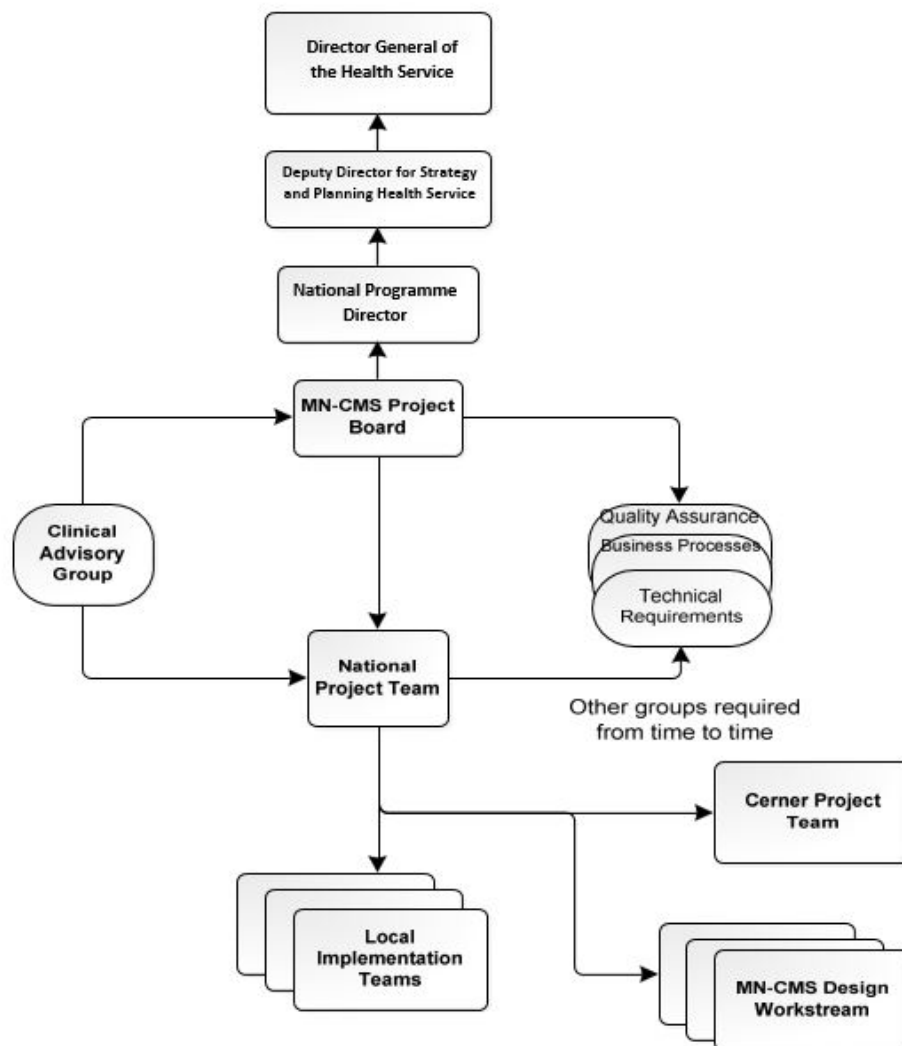 Director General of
the Health Service
Deputy Director for Strategy
and Planning Health Service
National Programme
Director
MN-CMS Project
Board
Clinical
Advisory
Group
Quality Assurance
Business Processes
Technical
Requirements
National
Project Team
Other groups required
from time to time
Cerner Project
Team
Local
Implementation
Teams
MN-CMS Design
Workstream